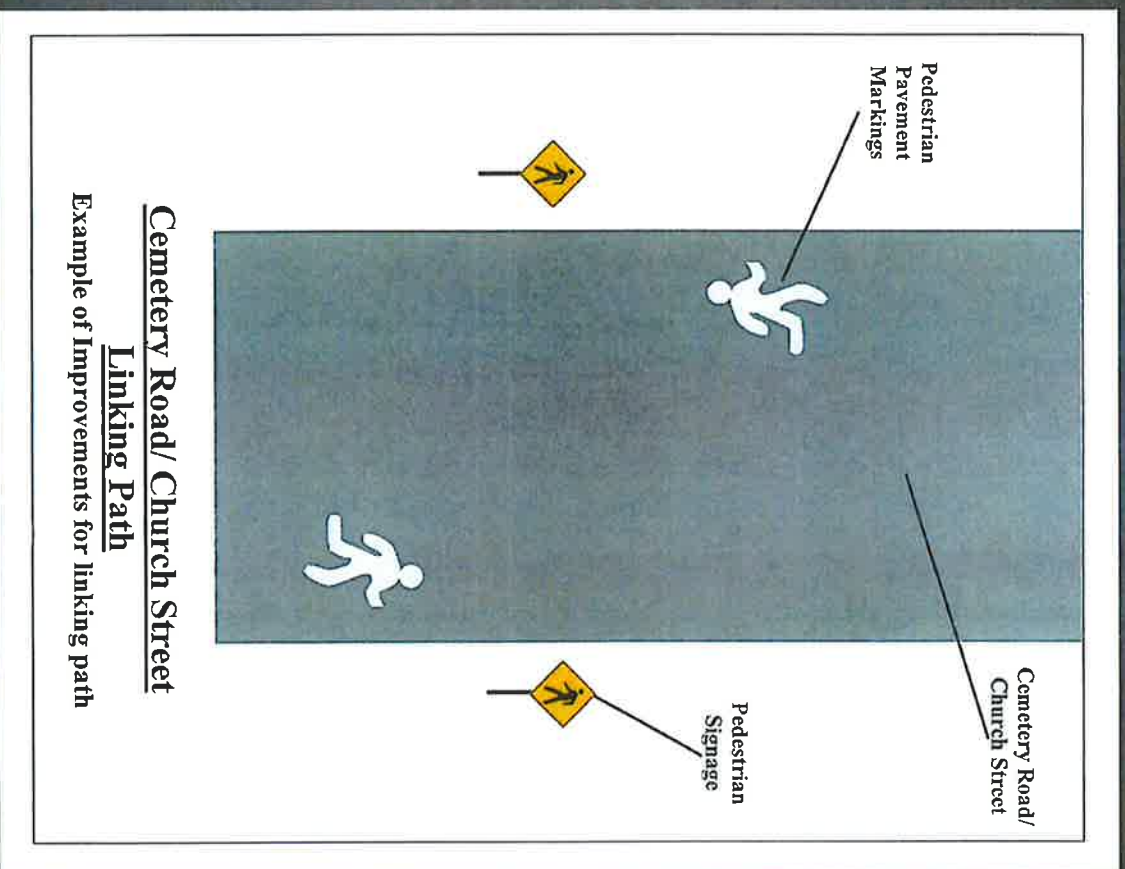 Cemetery Road/
Church Street
Pedestrian
Pavement
Markings
Pedestrian
Signage
Cemetery Road/ Church Street
Linking Path
Example of Improvements for linking path